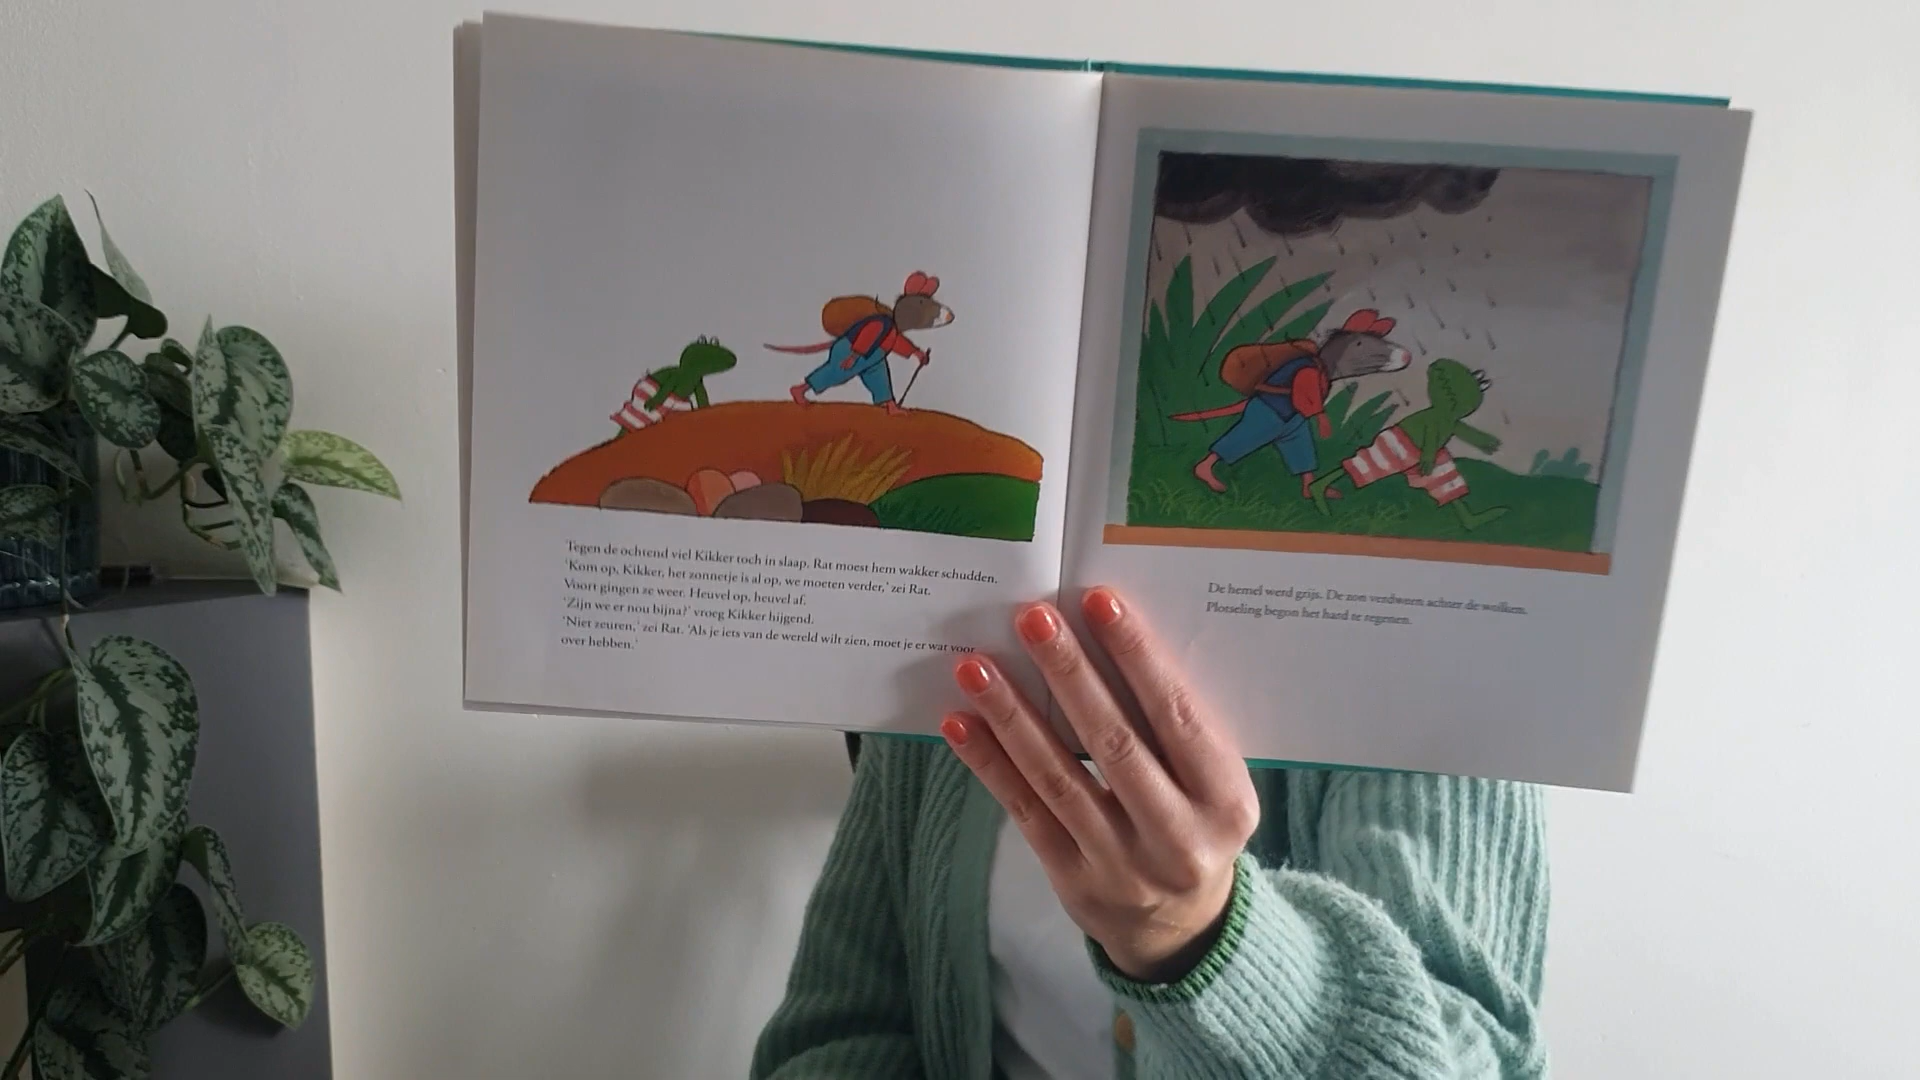 Tegen de ochtend viel Kikker toch in slaap. Rat moest hem wakker schudden.
‘Kom op, Kikker, het zonnetje is al op, we moeten verder,’ zei Rat.
Voort gingen ze weer. Heuvel op, heuvel af.
‘Zijn we er nou bijna?’ vroeg Kikker hijgend.
‘Niet zeuren,’ zei Rat. ‘Als je iets van de wereld wilt zien, moet je er wat voor
over hebben.’
De hemel werd grijs. De zon verdween achter de wolken.
Plotseling begon het hard te regenen.